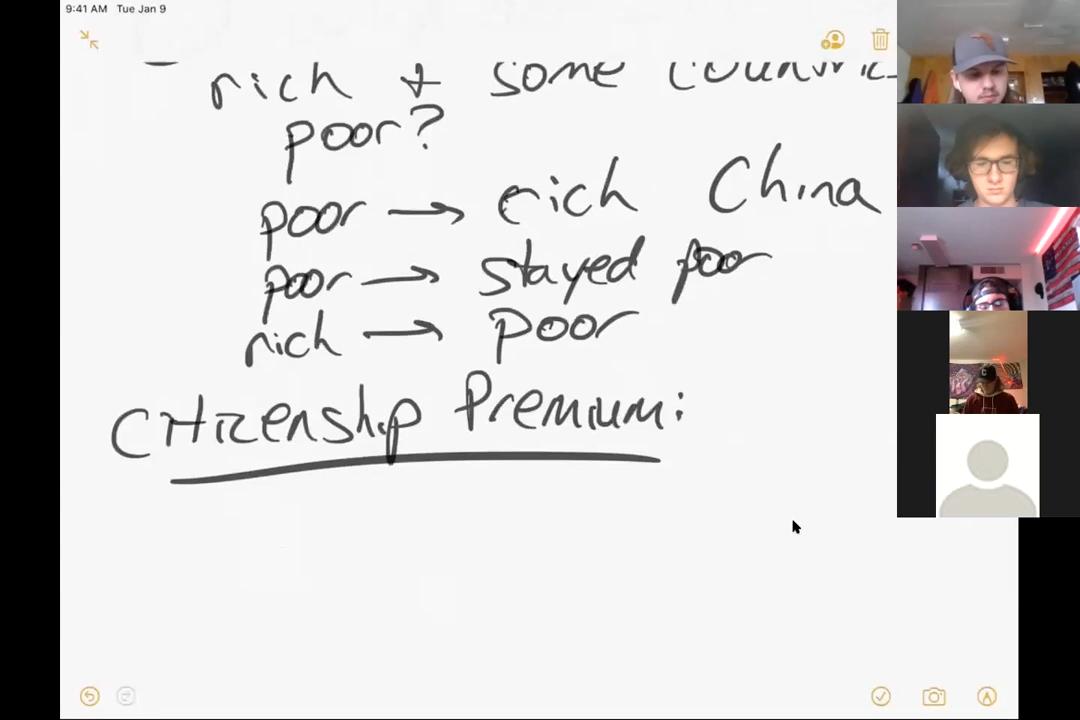 9:41 AM Tue Jan 9
rich + some countries
poor?
poor → rich China
poor → stayed poor
rich → poor
Citizenship Premium: